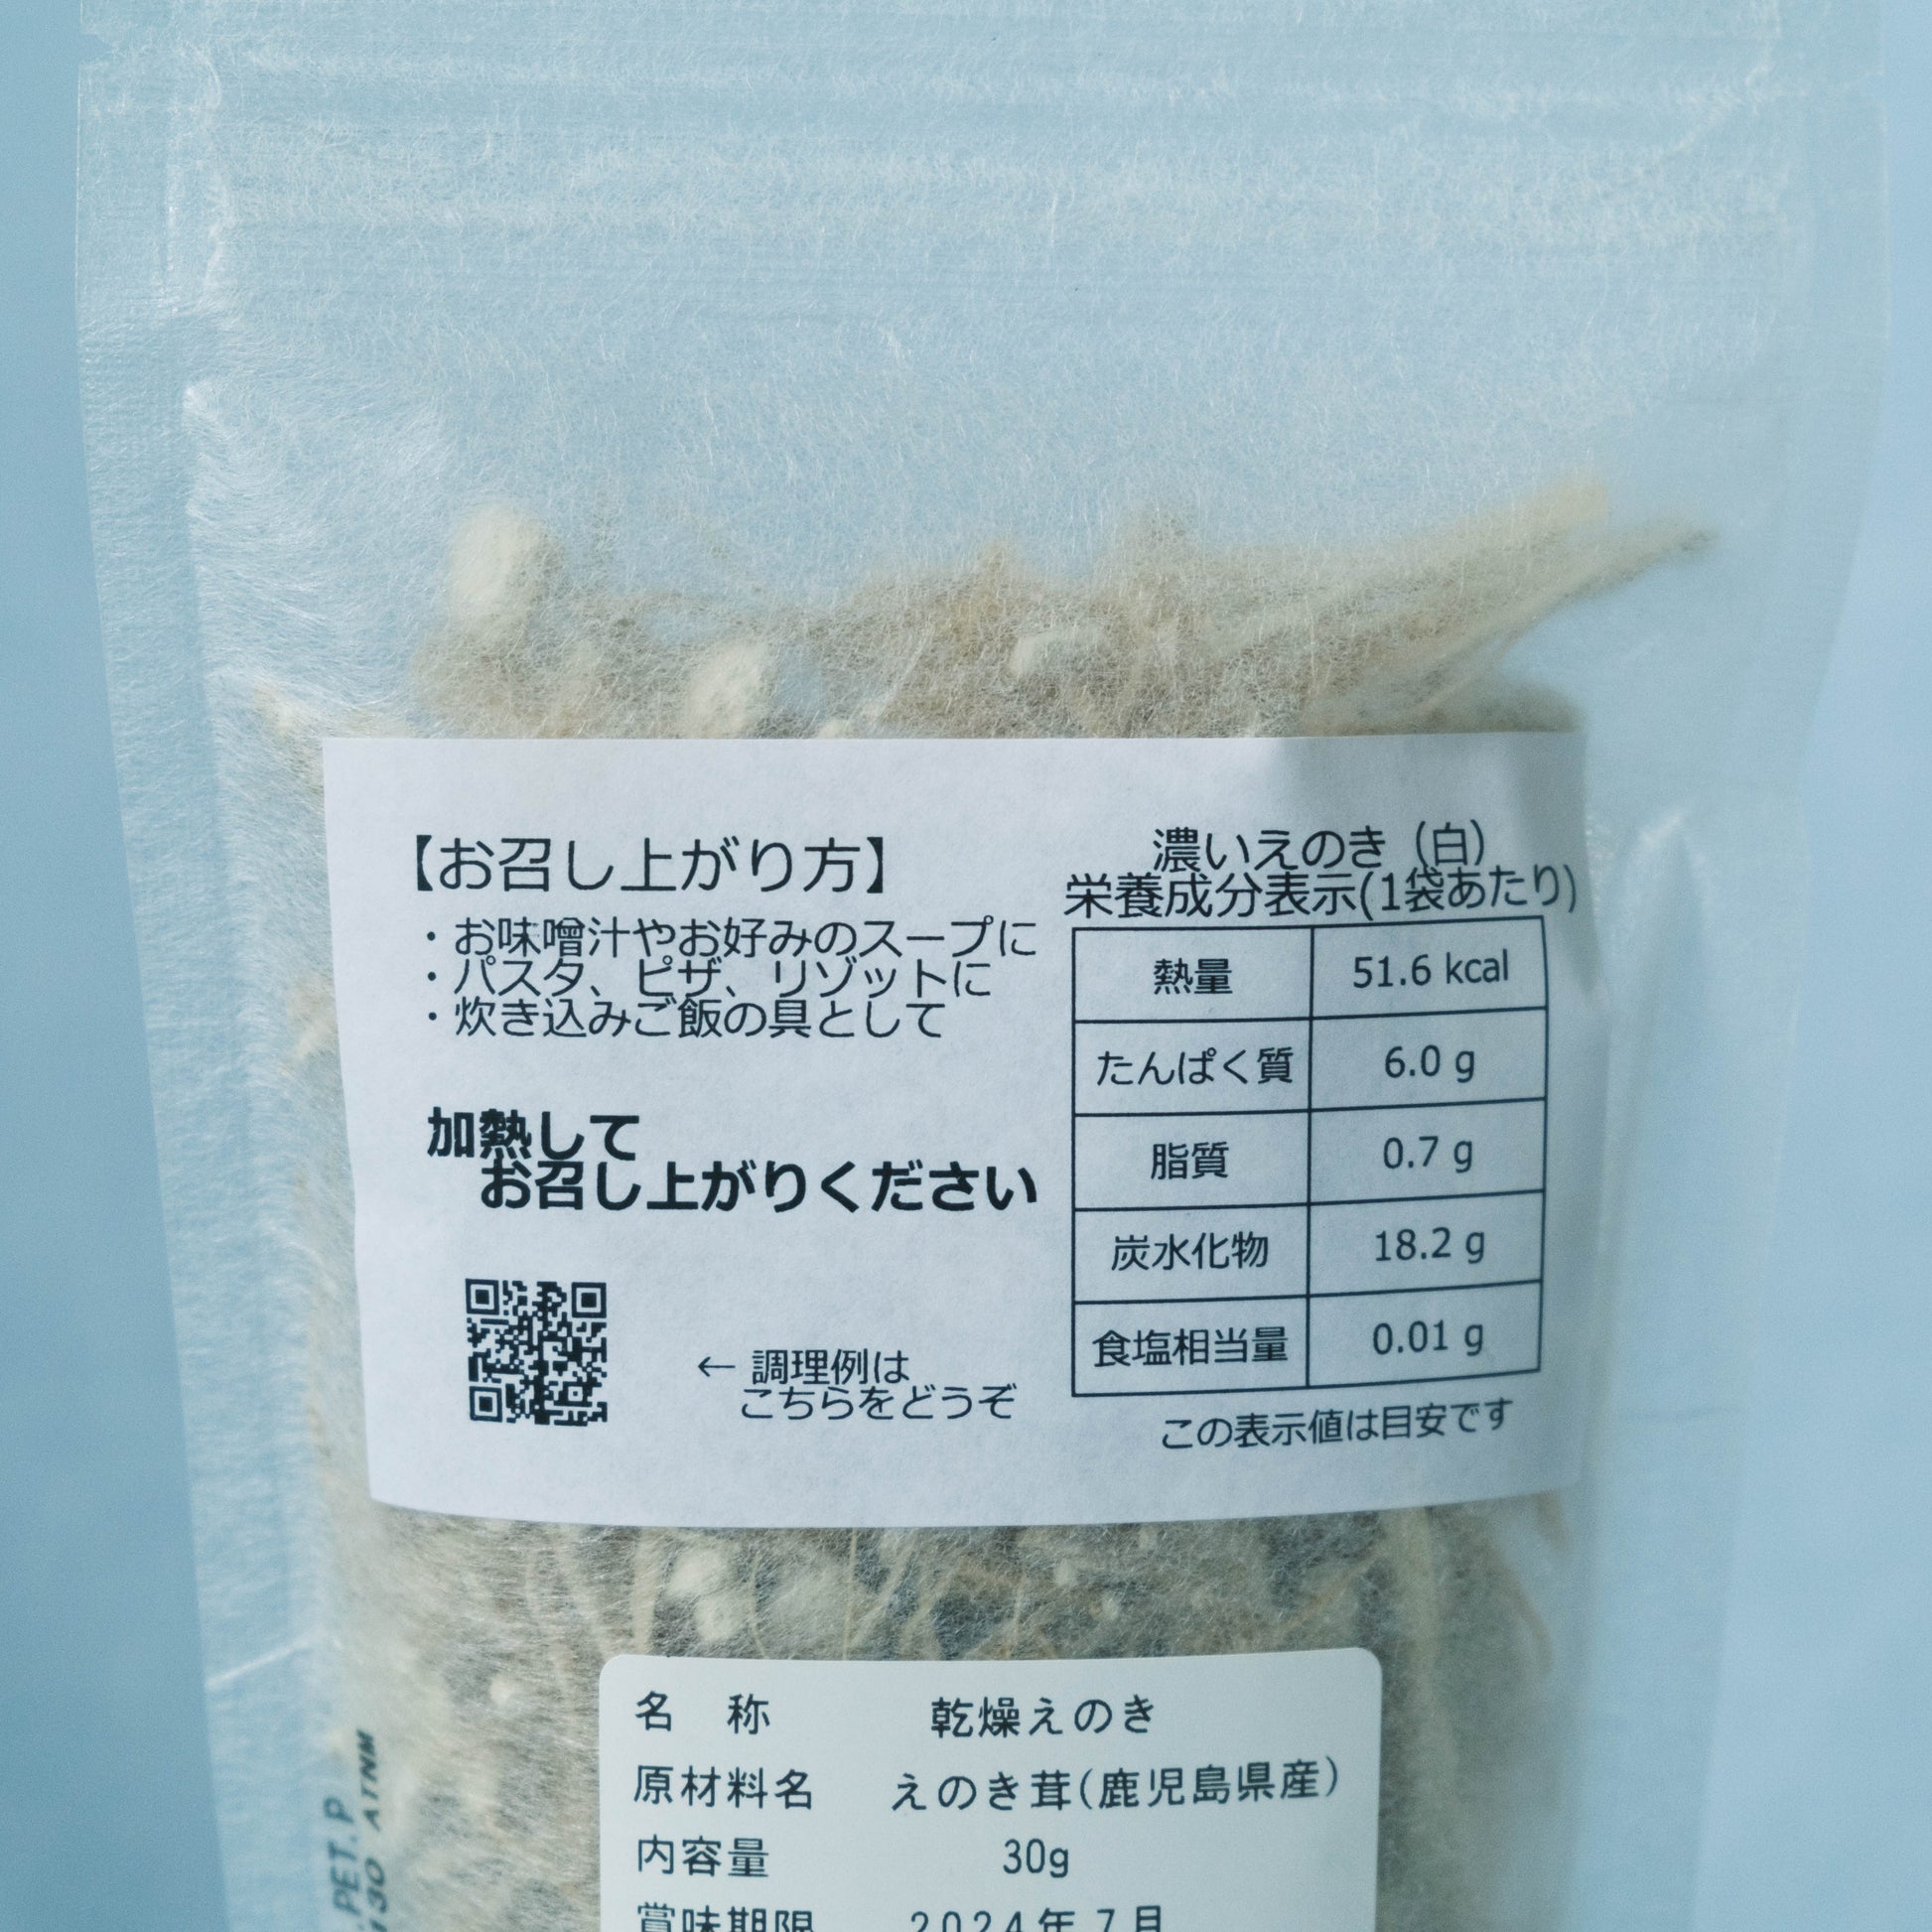 【お召し上がり方】
・お味噌汁やお好みのスープに
・パスタ、ピザ、リゾットに
・炊き込みご飯の具として
加熱して
お召し上がりください
← 調理例は
こちらをどうぞ
濃いえのき（白）
栄養成分表示(1袋あたり)
熱量 51.6 kcal
たんぱく質 6.0 g
脂質 0.7 g
炭水化物 18.2 g
食塩相当量 0.01 g
この表示値は目安です
名 称 乾燥えのき
原材料名 えのき茸(鹿児島県産)
内容量 30g
賞味期限 2024年7月
.PET.P
130 ATNM